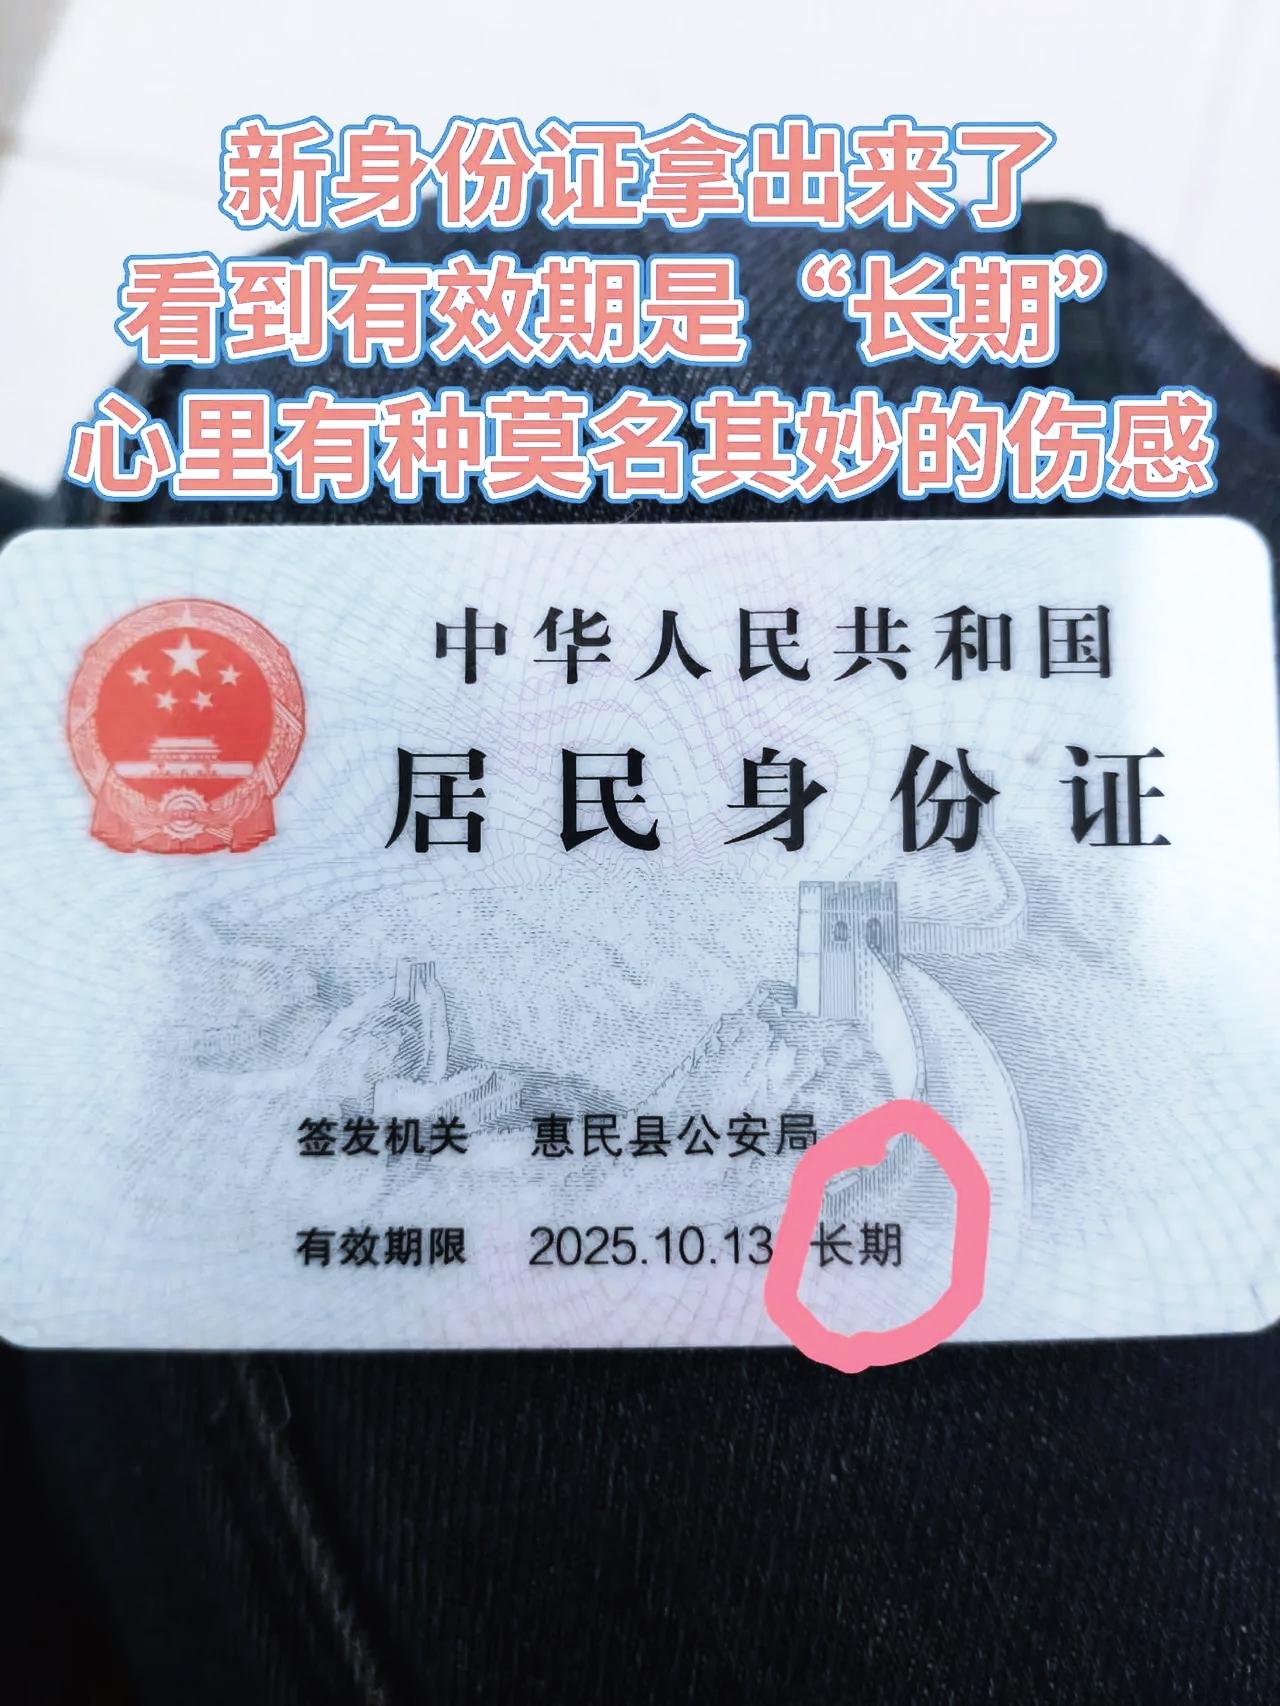 新身份证拿出来了
看到有效期是“长期”
心里有种莫名其妙的伤感
中华人民共和国
居民身份证
签发机关 惠民县公安局
有效期限 2025.10.13 长期